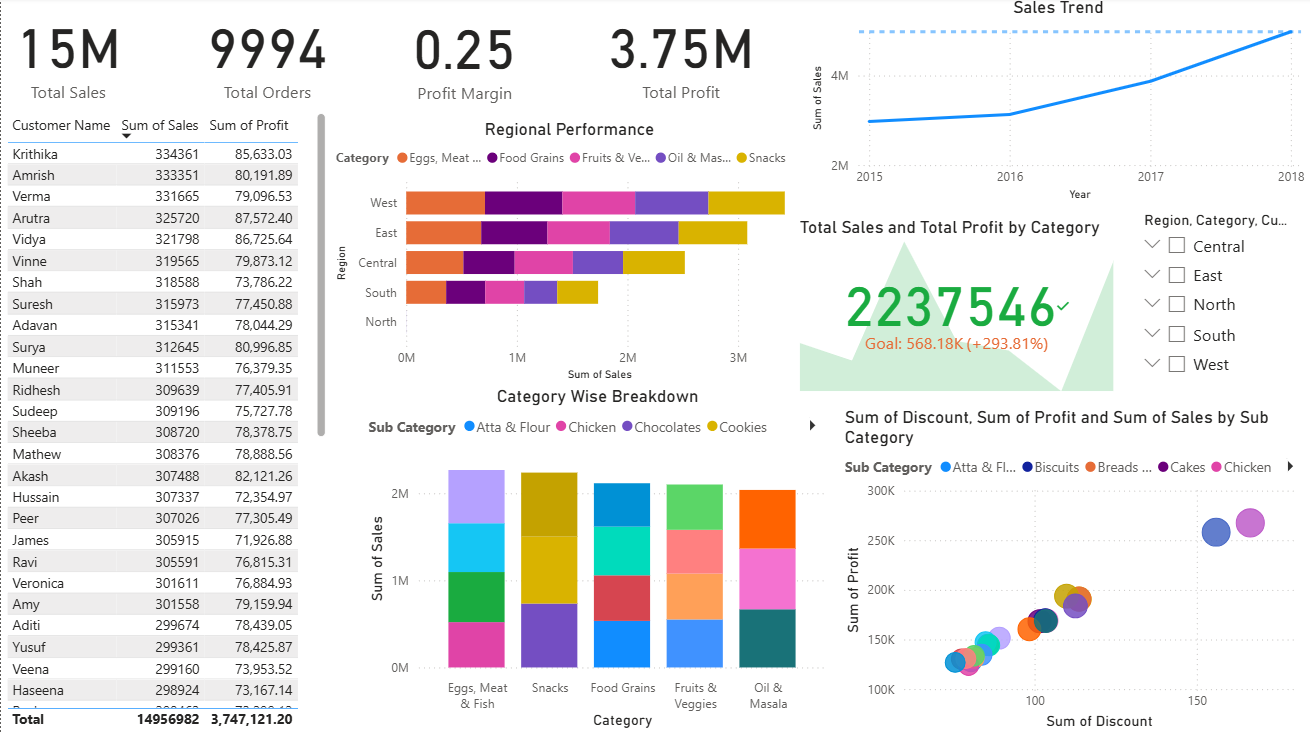 15M
Total Sales
9994
Total Orders
0.25
Profit Margin
3.75M
Total Profit
Customer Name Sum of Sales Sum of Profit
Krithika 334361 85,633.03
Amrish 333351 80,191.89
Verma 331665 79,096.53
Arutra 325720 87,572.40
Vidya 321798 86,725.64
Vinne 319565 79,873.12
Shah 318588 73,786.22
Suresh 315973 77,450.88
Adavan 315341 78,044.29
Surya 312645 80,996.85
Muneer 311553 76,379.35
Ridhesh 309639 77,405.91
Sudeep 309196 75,727.78
Sheeba 308720 78,378.75
Mathew 308376 78,888.56
Akash 307488 82,121.26
Hussain 307337 72,354.97
Peer 307026 77,305.49
James 305915 71,926.88
Ravi 305591 76,815.31
Veronica 301611 76,884.93
Amy 301558 79,159.94
Aditi 299674 78,439.05
Yusuf 299361 78,425.87
Veena 299160 73,953.52
Haseena 298924 73,167.14
Total 14956982 3,747,121.20
Regional Performance
Category Eggs, Meat ... Food Grains Fruits & Ve... Oil & Mas... Snacks
Region
West
East
Central
South
North
0M 1M 2M 3M
Sum of Sales
Category Wise Breakdown
Sub Category Atta & Flour Chicken Chocolates Cookies
Sum of Sales
2M
1M
0M
Eggs, Meat & Fish
Snacks
Food Grains
Fruits & Veggies
Oil & Masala
Category
Sales Trend
Sum of Sales
4M
2M
2015 2016 2017 2018
Year
Total Sales and Total Profit by Category
2237546
Goal: 568.18K (+293.81%)
Region, Category, Cu...
Central
East
North
South
West
Sum of Discount, Sum of Profit and Sum of Sales by Sub
Category
Sub Category Atta & Fl... Biscuits Breads ... Cakes Chicken
Sum of Profit
300K
250K
200K
150K
100K
100 150
Sum of Discount